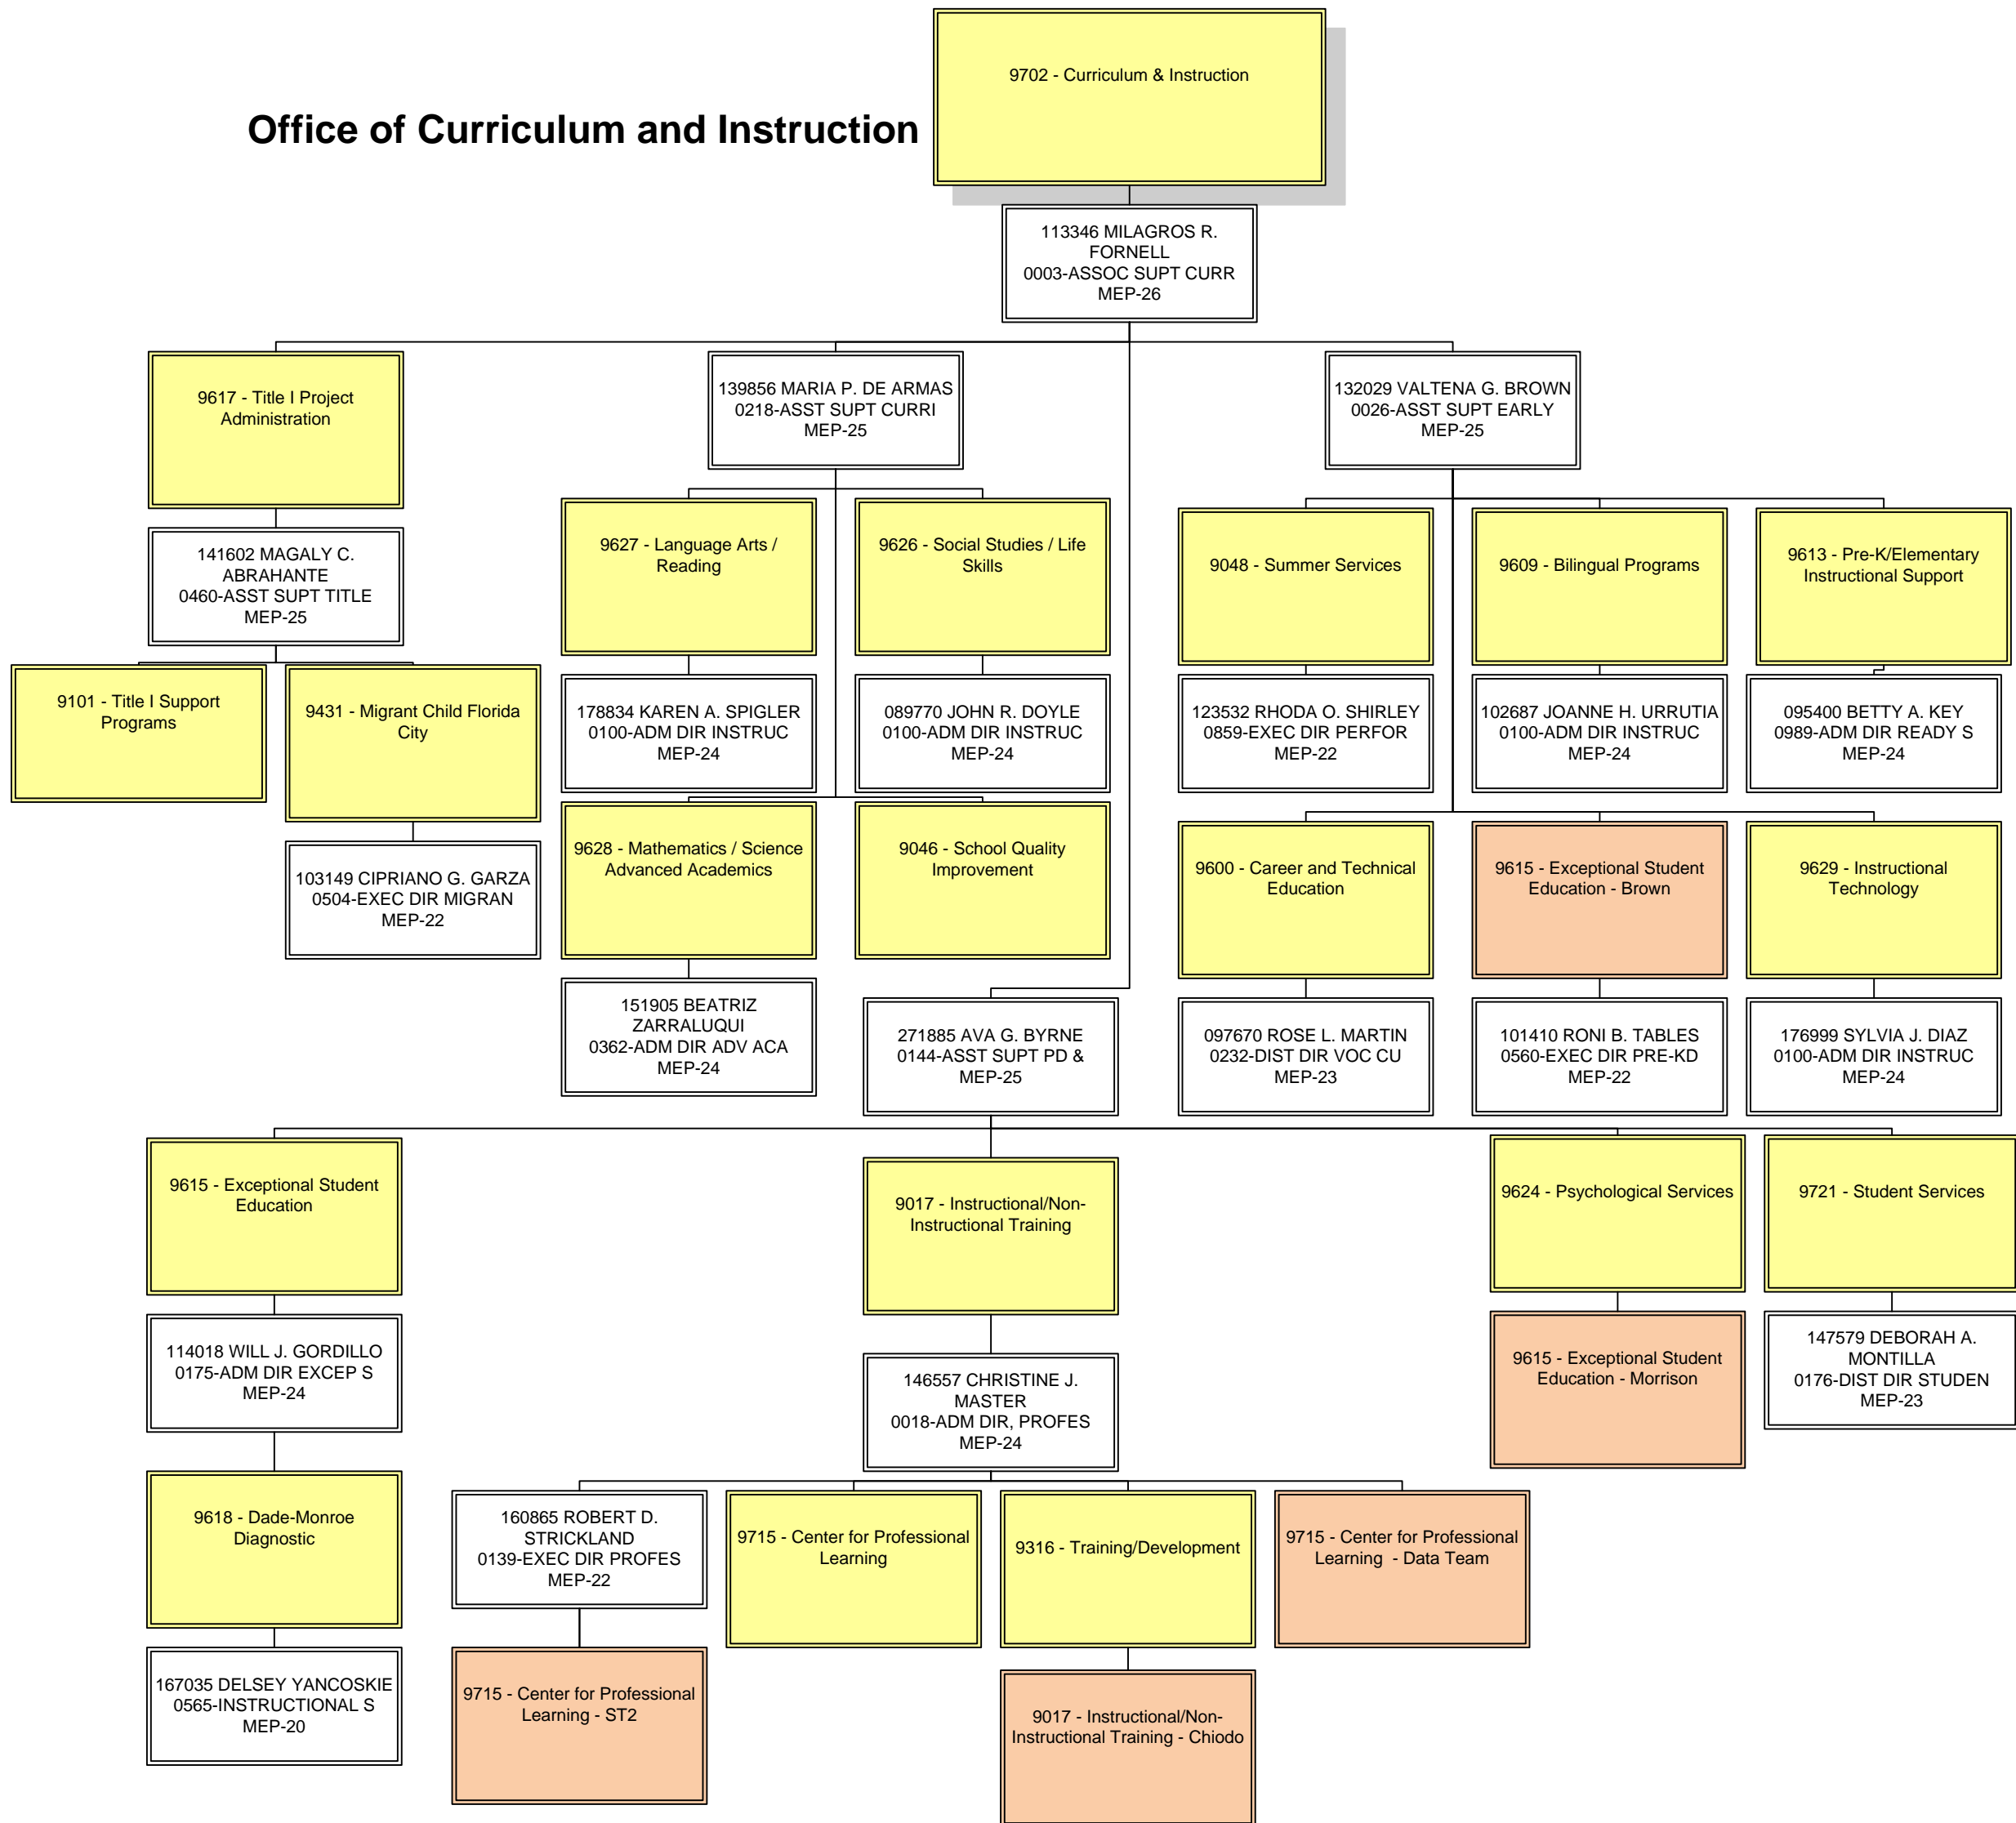 9702 - Curriculum & Instruction
Office of Curriculum and Instruction
113346 MILAGROS R.
FORNELL
0003-ASSOC SUPT CURR
MEP-26
9617 - Title I Project
Administration
139856 MARIA P. DE ARMAS
0218-ASST SUPT CURRI
MEP-25
132029 VALTENA G. BROWN
0026-ASST SUPT EARLY
MEP-25
141602 MAGALY C.
ABRAHANTE
0460-ASST SUPT TITLE
MEP-25
9627 - Language Arts /
Reading
9626 - Social Studies / Life
Skills
9048 - Summer Services
9609 - Bilingual Programs
9613 - Pre-K/Elementary
Instructional Support
9101 - Title I Support
Programs
9431 - Migrant Child Florida
City
178834 KAREN A. SPIGLER
0100-ADM DIR INSTRUC
MEP-24
089770 JOHN R. DOYLE
0100-ADM DIR INSTRUC
MEP-24
123532 RHODA O. SHIRLEY
0859-EXEC DIR PERFOR
MEP-22
102687 JOANNE H. URRUTIA
0100-ADM DIR INSTRUC
MEP-24
095400 BETTY A. KEY
0989-ADM DIR READY S
MEP-24
103149 CIPRIANO G. GARZA
0504-EXEC DIR MIGRAN
MEP-22
9628 - Mathematics / Science
Advanced Academics
9046 - School Quality
Improvement
9600 - Career and Technical
Education
9615 - Exceptional Student
Education - Brown
9629 - Instructional
Technology
151905 BEATRIZ
ZARRALUQUI
0362-ADM DIR ADV ACA
MEP-24
271885 AVA G. BYRNE
0144-ASST SUPT PD &
MEP-25
097670 ROSE L. MARTIN
0232-DIST DIR VOC CU
MEP-23
101410 RONI B. TABLES
0560-EXEC DIR PRE-KD
MEP-22
176999 SYLVIA J. DIAZ
0100-ADM DIR INSTRUC
MEP-24
9615 - Exceptional Student
Education
9017 - Instructional/Non-
Instructional Training
9624 - Psychological Services
9721 - Student Services
114018 WILL J. GORDILLO
0175-ADM DIR EXCEP S
MEP-24
146557 CHRISTINE J.
MASTER
0018-ADM DIR, PROFES
MEP-24
9615 - Exceptional Student
Education - Morrison
147579 DEBORAH A.
MONTILLA
0176-DIST DIR STUDEN
MEP-23
9618 - Dade-Monroe
Diagnostic
160865 ROBERT D.
STRICKLAND
0139-EXEC DIR PROFES
MEP-22
9715 - Center for Professional
Learning
9316 - Training/Development
9715 - Center for Professional
Learning  - Data Team
167035 DELSEY YANCOSKIE
0565-INSTRUCTIONAL S
MEP-20
9715 - Center for Professional
Learning - ST2
9017 - Instructional/Non-
Instructional Training - Chiodo